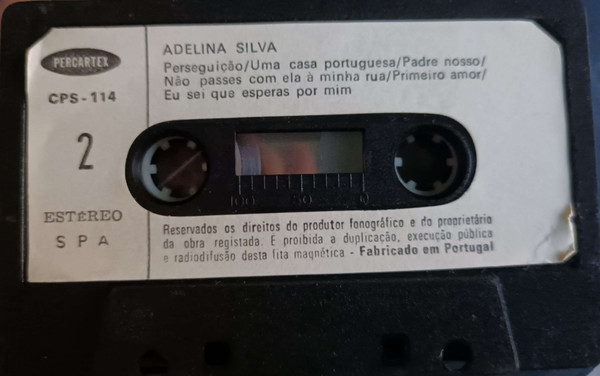 PERCARTEX
CPS-114
2
ESTÉREO
S P A
ADELINA SILVA
Perseguição/Uma casa portuguesa/Padre nosso/
Não passes com ela à minha rua/Primeiro amor/
Eu sei que esperas por mim
100 50 0
Reservados os direitos do produtor fonográfico e do proprietário
da obra registada. É proibida a duplicação, execução pública
e radiodifusão desta fita magnética - Fabricado em Portugal